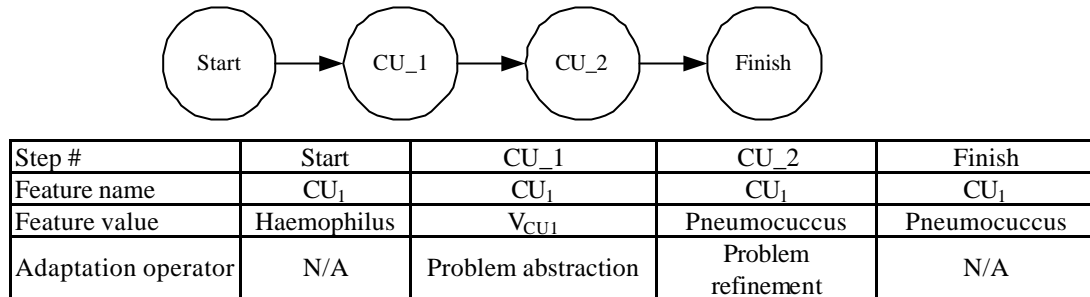 Start CU_1 CU_2 Finish
Step # Start CU_1 CU_2 Finish
Feature name CU₁ CU₁ CU₁ CU₁
Feature value Haemophilus V_CU1 Pneumocuccus Pneumocuccus
Adaptation operator N/A Problem abstraction Problem refinement N/A